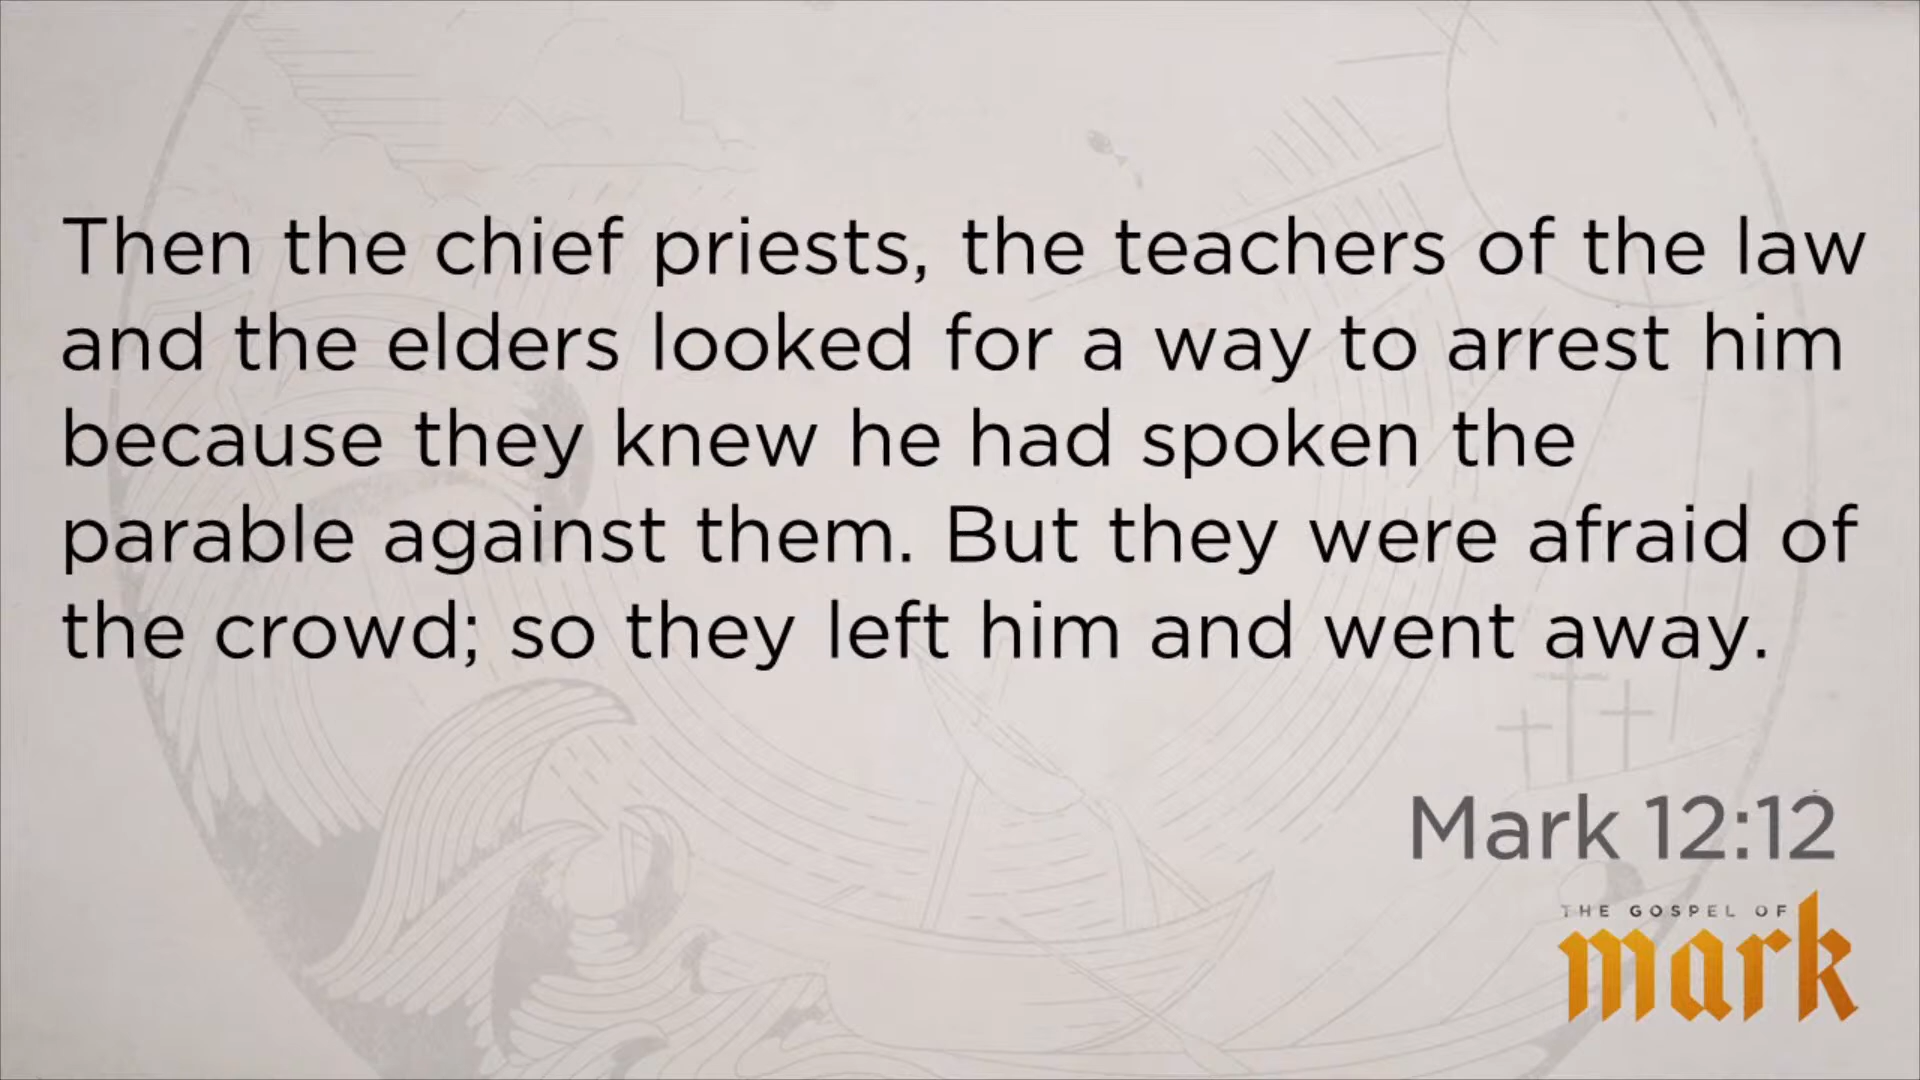 Then the chief priests, the teachers of the law
and the elders looked for a way to arrest him
because they knew he had spoken the
parable against them. But they were afraid of
the crowd; so they left him and went away.
Mark 12:12
THE GOSPEL OF
mark